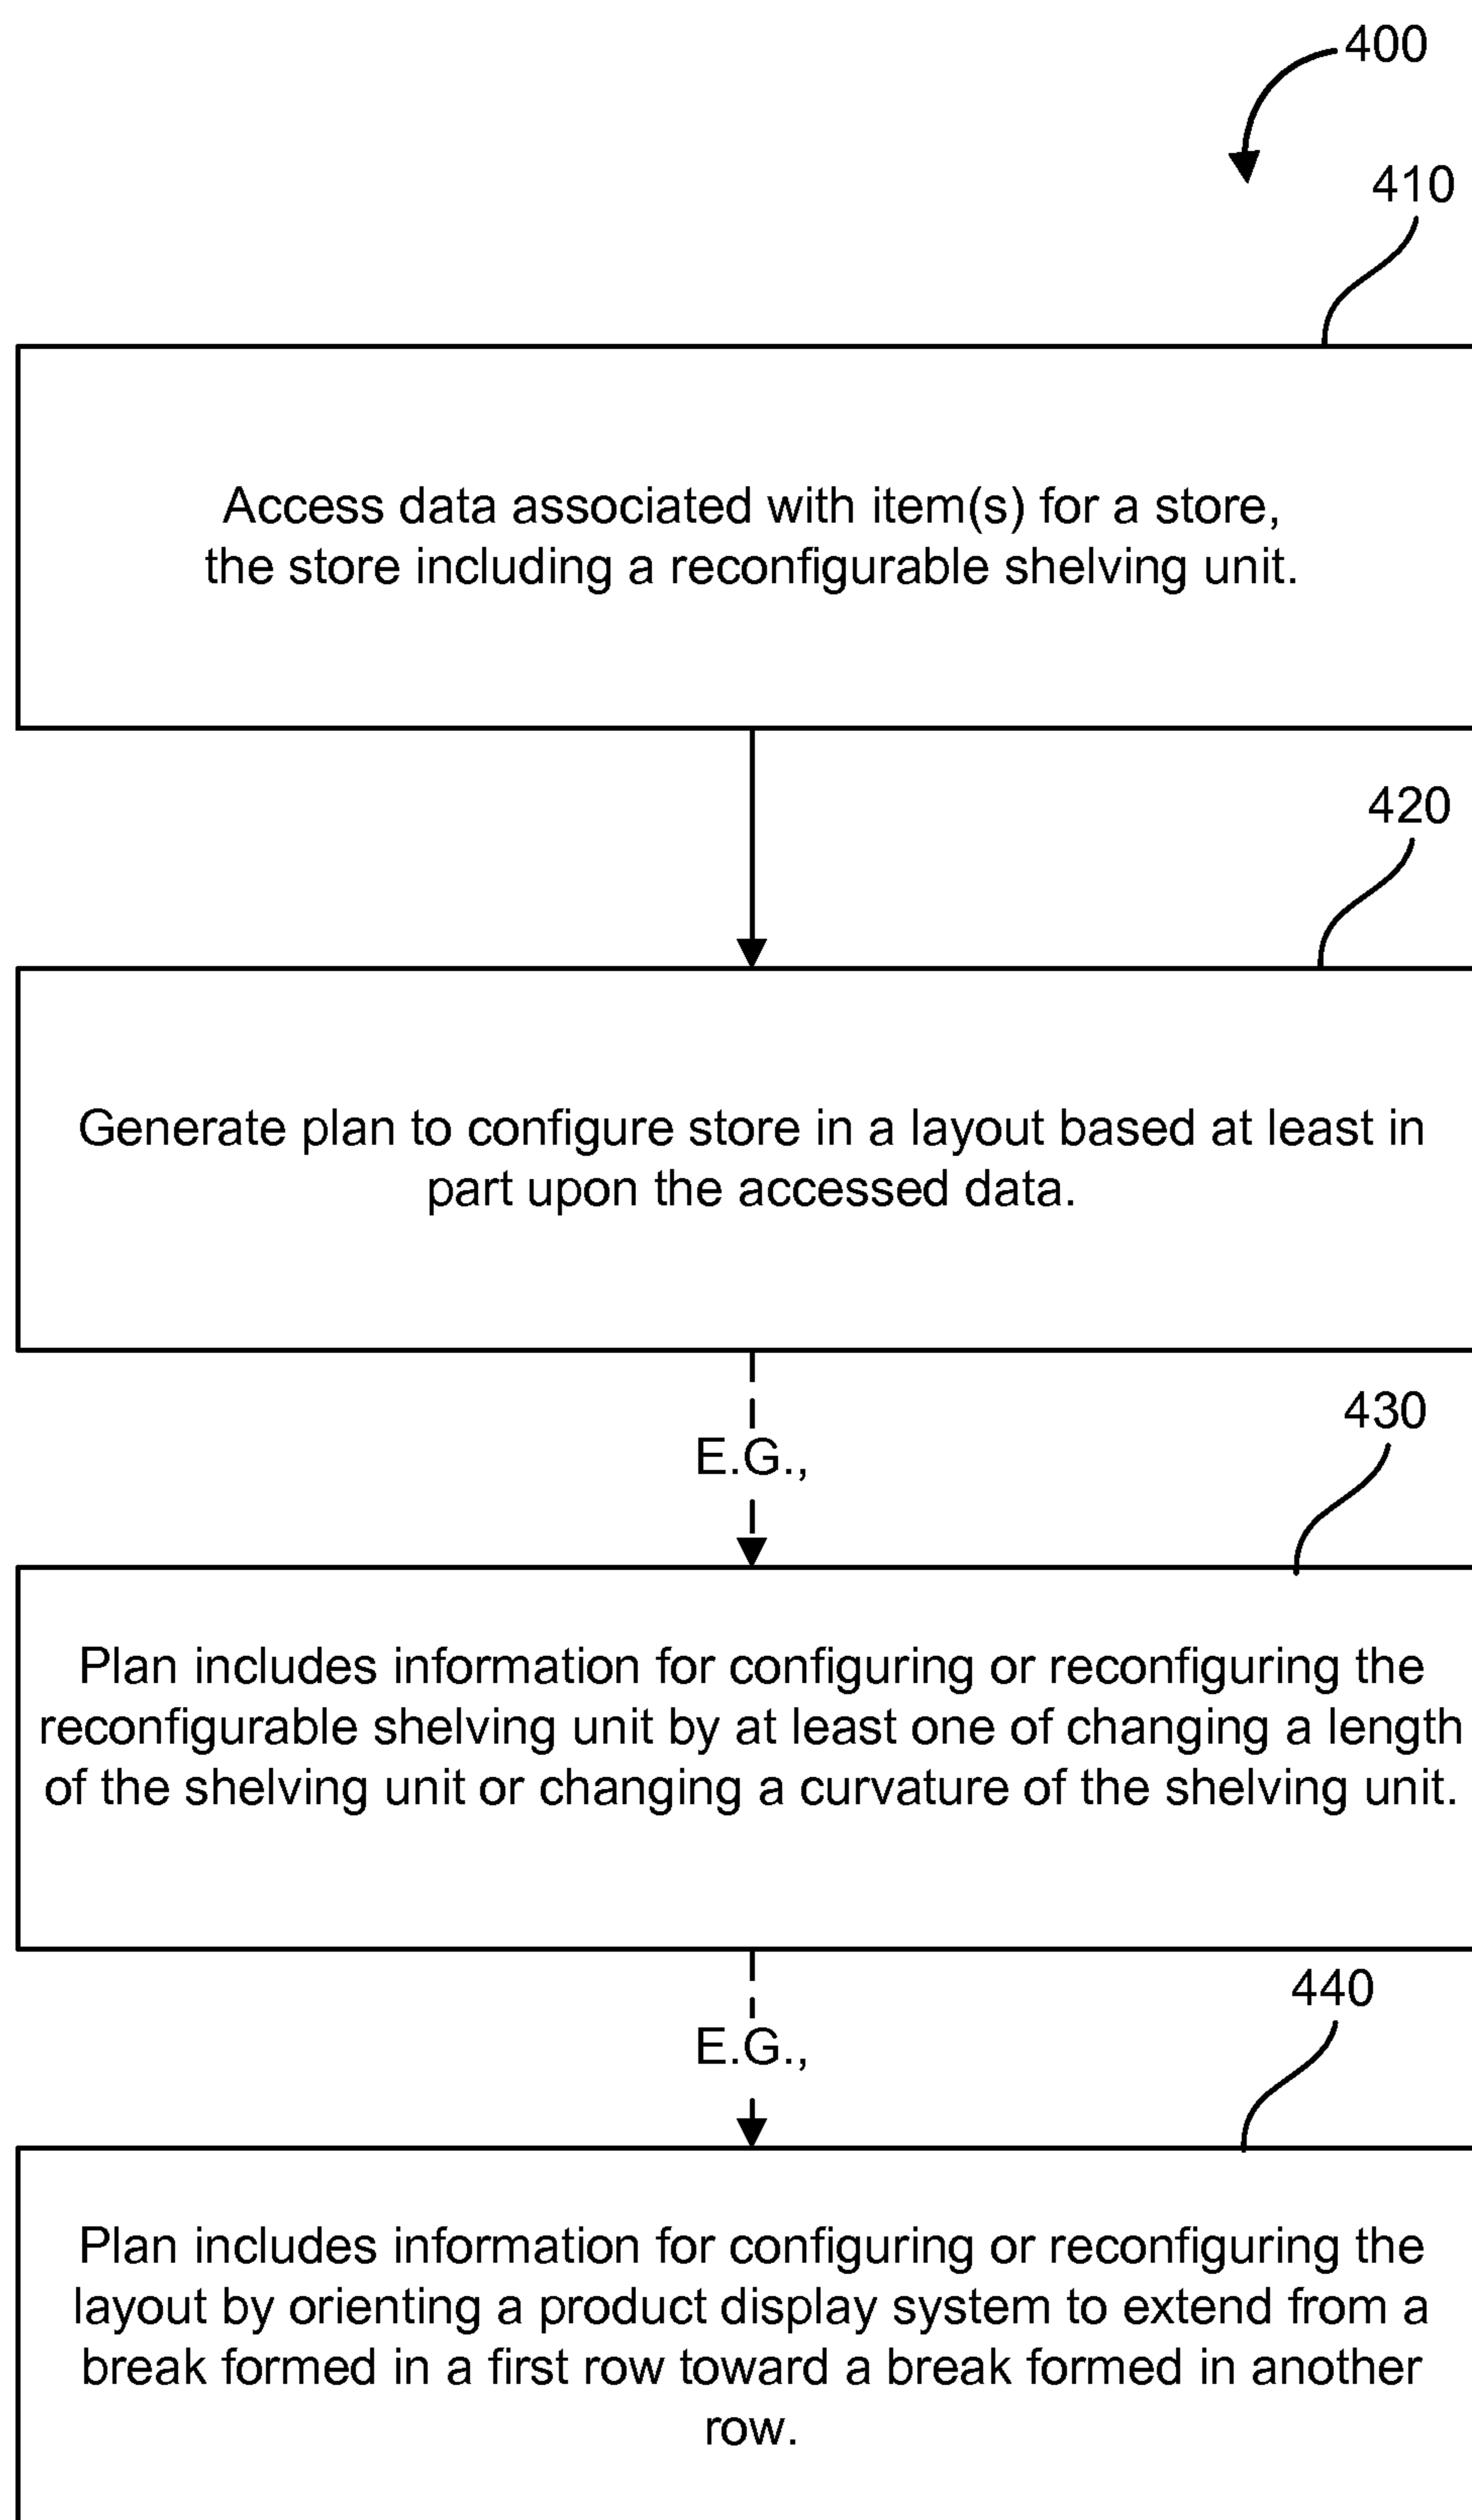 400
410
Access data associated with item(s) for a store,
the store including a reconfigurable shelving unit.
420
Generate plan to configure store in a layout based at least in
part upon the accessed data.
E.G.,
430
Plan includes information for configuring or reconfiguring the
reconfigurable shelving unit by at least one of changing a length
of the shelving unit or changing a curvature of the shelving unit.
E.G.,
440
Plan includes information for configuring or reconfiguring the
layout by orienting a product display system to extend from a
break formed in a first row toward a break formed in another
row.